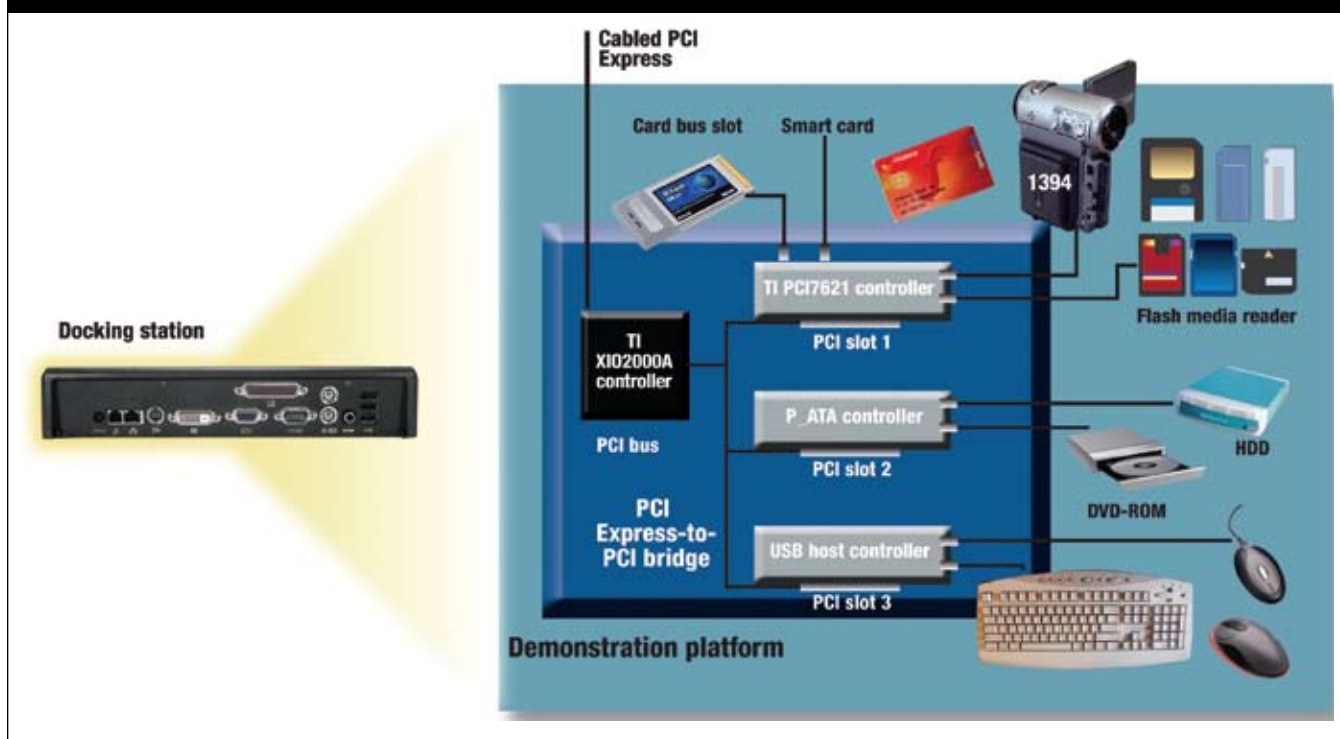 Cabled PCI
Express
Card bus slot
Smart card
1394
TI PCI7621 controller
Flash media reader
Docking station
TI
XIO2000A
controller
PCI slot 1
P_ATA controller
HDD
PCI bus
PCI slot 2
DVD-ROM
PCI
Express-to-
PCI bridge
USB host controller
PCI slot 3
Demonstration platform